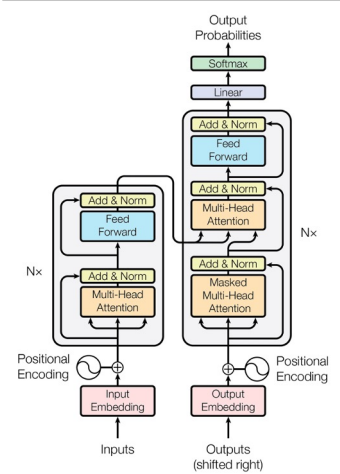 Output
Probabilities
Softmax
Linear
Add & Norm
Feed
Forward
Add & Norm
Multi-Head
Attention
Add & Norm
Masked
Multi-Head
Attention
Nx
Add & Norm
Feed
Forward
Add & Norm
Multi-Head
Attention
Nx
Positional
Encoding
Input
Embedding
Inputs
Positional
Encoding
Output
Embedding
Outputs
(shifted right)